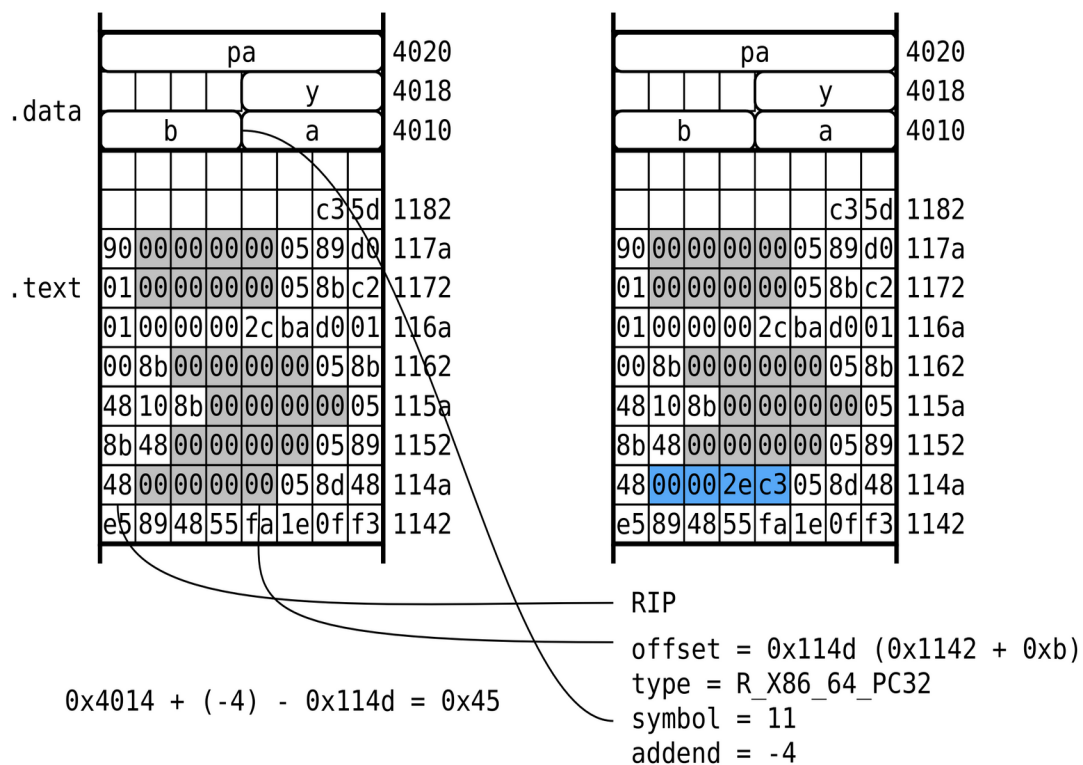 pa 4020 pa 4020
y 4018 y 4018
.data
b a 4010 b a 4010
c3 5d 1182 c3 5d 1182
90 00 00 00 00 05 89 d0 117a 90 00 00 00 00 05 89 d0 117a
.text 01 00 00 00 00 05 8b c2 1172 01 00 00 00 00 05 8b c2 1172
01 00 00 00 2c ba d0 01 116a 01 00 00 00 2c ba d0 01 116a
00 8b 00 00 00 00 05 8b 1162 00 8b 00 00 00 00 05 8b 1162
48 10 8b 00 00 00 00 05 115a 48 10 8b 00 00 00 00 05 115a
8b 48 00 00 00 00 05 89 1152 8b 48 00 00 00 00 05 89 1152
48 00 00 00 00 05 8d 48 114a 48 00 00 2e c3 05 8d 48 114a
e5 89 48 55 fa 1e 0f f3 1142 e5 89 48 55 fa 1e 0f f3 1142
RIP
offset = 0x114d (0x1142 + 0xb)
type = R_X86_64_PC32
0x4014 + (-4) - 0x114d = 0x45
symbol = 11
addend = -4